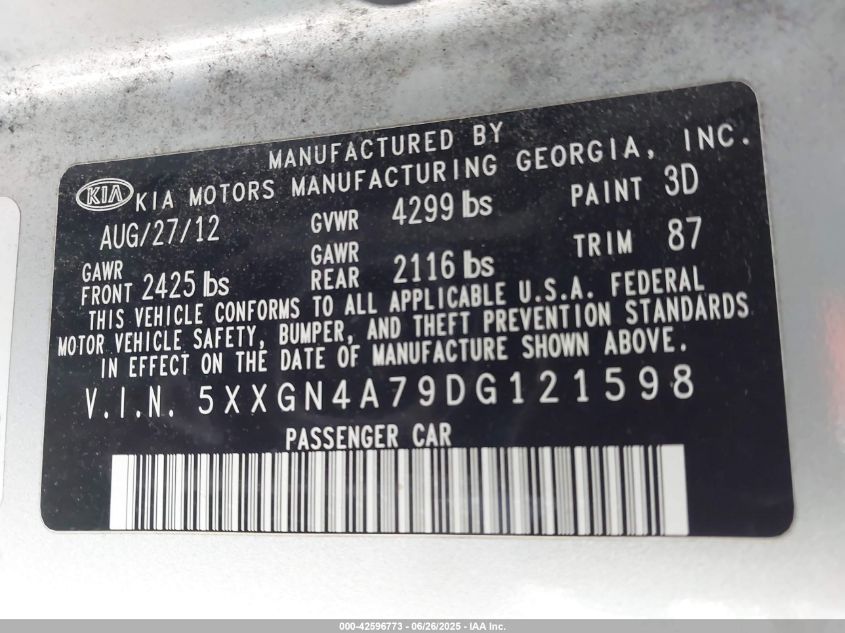 MANUFACTURED BY
KIA KIA MOTORS MANUFACTURING GEORGIA, INC.
AUG/27/12 GVWR 4299 lbs PAINT 3D
GAWR FRONT 2425 lbs GAWR REAR 2116 lbs TRIM 87
THIS VEHICLE CONFORMS TO ALL APPLICABLE U.S.A. FEDERAL
MOTOR VEHICLE SAFETY, BUMPER, AND THEFT PREVENTION STANDARDS
IN EFFECT ON THE DATE OF MANUFACTURE SHOWN ABOVE.
V.I.N. 5XXGN4A79DG121598
PASSENGER CAR
000-42596773 - 06/26/2025 - IAA Inc.